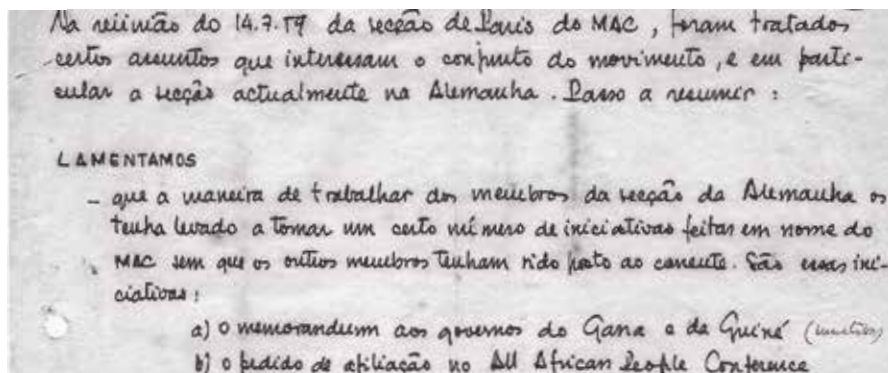 Na reunião do 14.7.59 da secção de Paris do MAC, foram tratados
certos assuntos que interessam o conjunto do movimento, e em parti-
cular a secção actualmente na Alemanha. Passo a resumir :
LAMENTAMOS
- que a maneira de trabalhar dos membros da secção da Alemanha os
tenha levado a tomar um certo número de iniciativas feitas em nome do
MAC sem que os outros membros tenham sido posto ao corrente. São essas ini-
ciativas :
a) o memorandum aos governos do Gana e da Guiné
b) o pedido de afiliação no All African People Conference